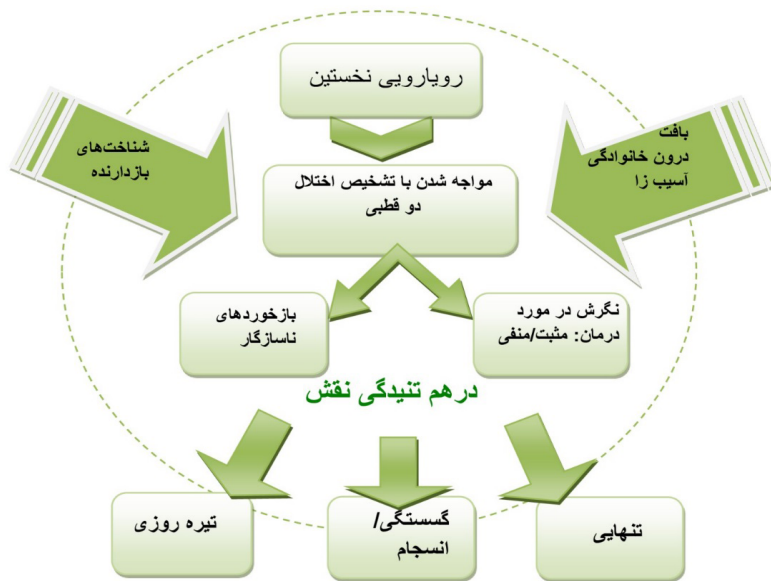 رویارویی نخستین
بافت
درون خانوادگی
آسیب زا
شناخت‌های
بازدارنده
مواجه شدن با تشخیص اختلال
دو قطبی
نگرش در مورد
درمان: مثبت/منفی
بازخوردهای
ناسازگار
درهم تنیدگی نقش
تنهایی
گسستگی/
انسجام
تیره روزی